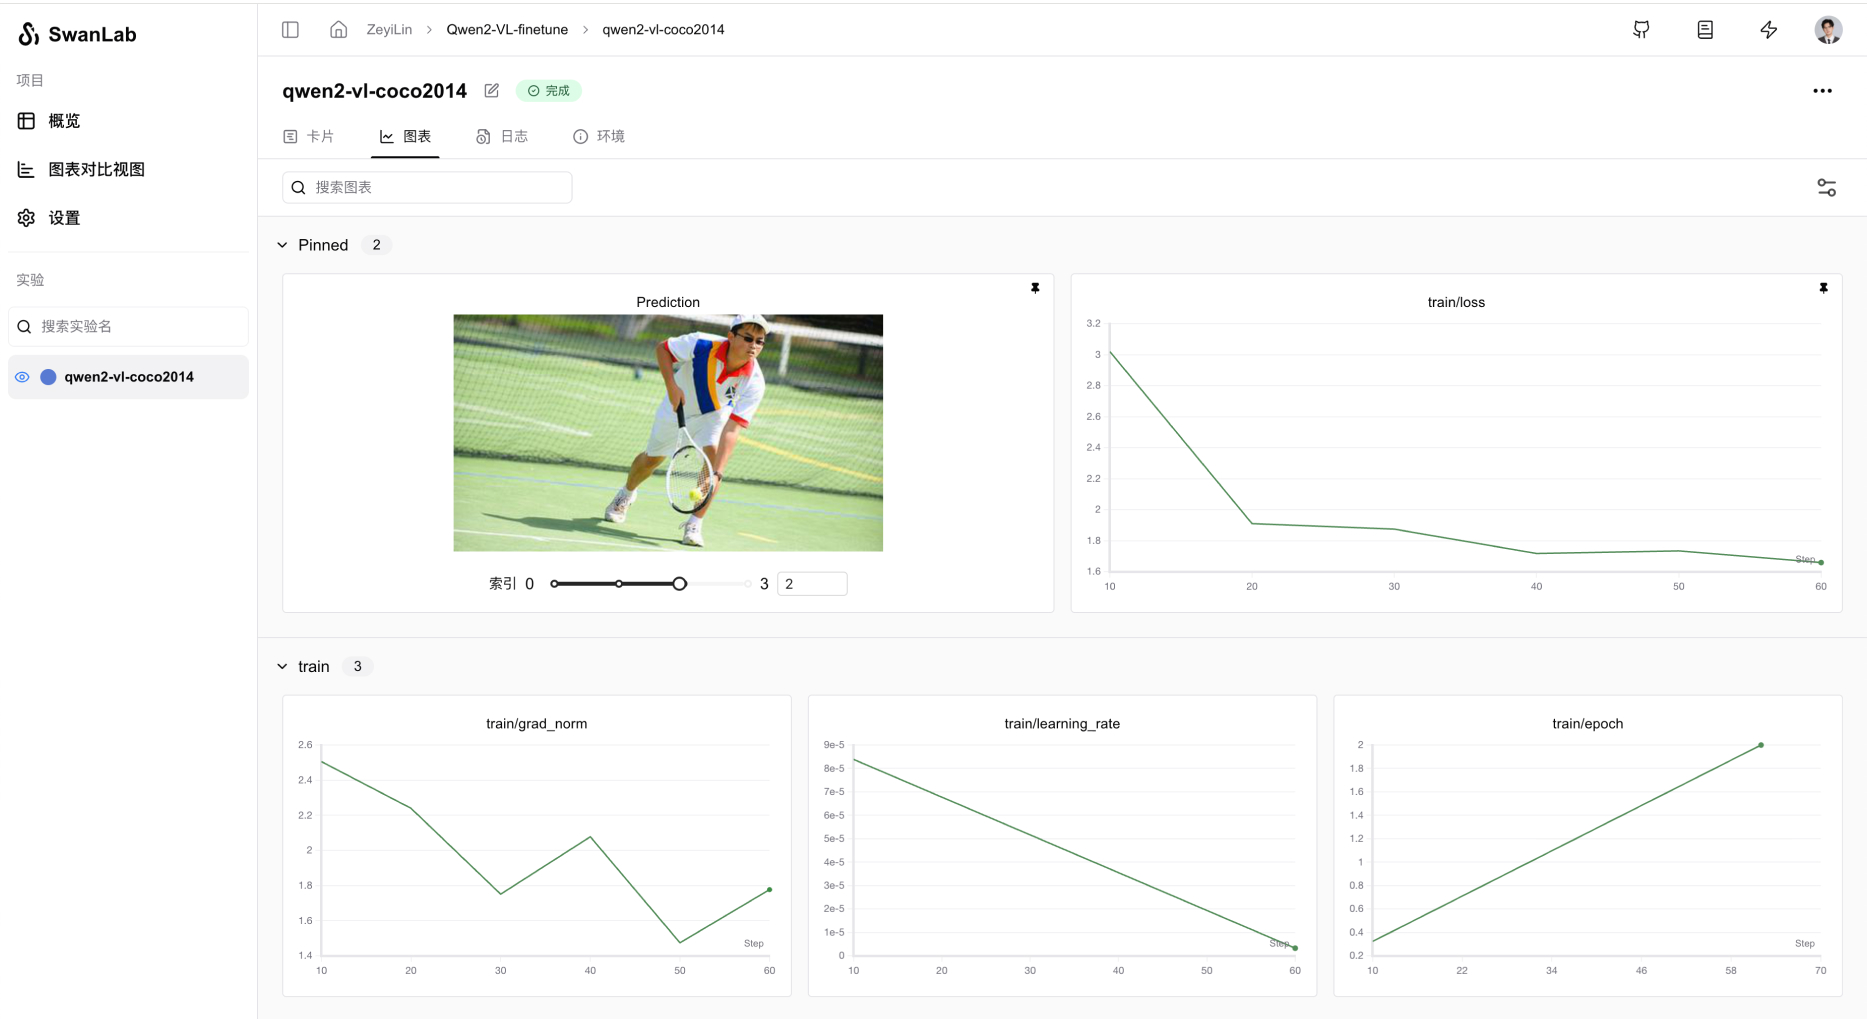 SwanLab
项目
概览
图表对比视图
设置
实验
搜索实验名
qwen2-vl-coco2014
ZeyiLin > Qwen2-VL-finetune > qwen2-vl-coco2014
qwen2-vl-coco2014 完成
卡片 图表 日志 环境
搜索图表
Pinned 2
Prediction
索引 0 3 2
train/loss
3.2
3
2.8
2.6
2.4
2.2
2
1.8
1.6
Step
10 20 30 40 50 60
train 3
train/grad_norm
2.6
2.4
2.2
2
1.8
1.6
1.4
Step
10 20 30 40 50 60
train/learning_rate
9e-5
8e-5
7e-5
6e-5
5e-5
4e-5
3e-5
2e-5
1e-5
0
Step
10 20 30 40 50 60
train/epoch
2
1.8
1.6
1.4
1.2
1
0.8
0.6
0.4
0.2
Step
10 22 34 46 58 70